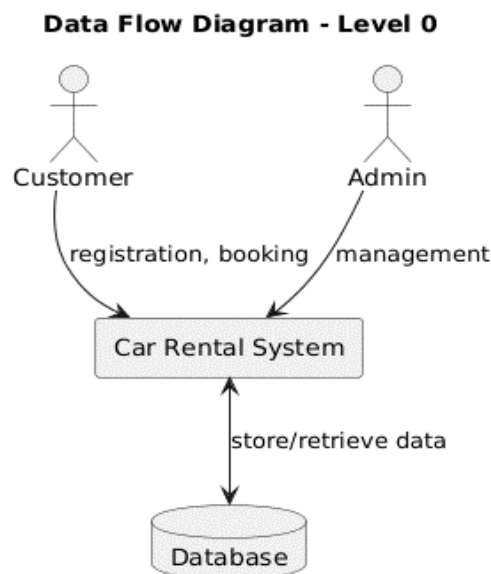 Data Flow Diagram - Level 0
Customer
Admin
registration, booking
management
Car Rental System
store/retrieve data
Database